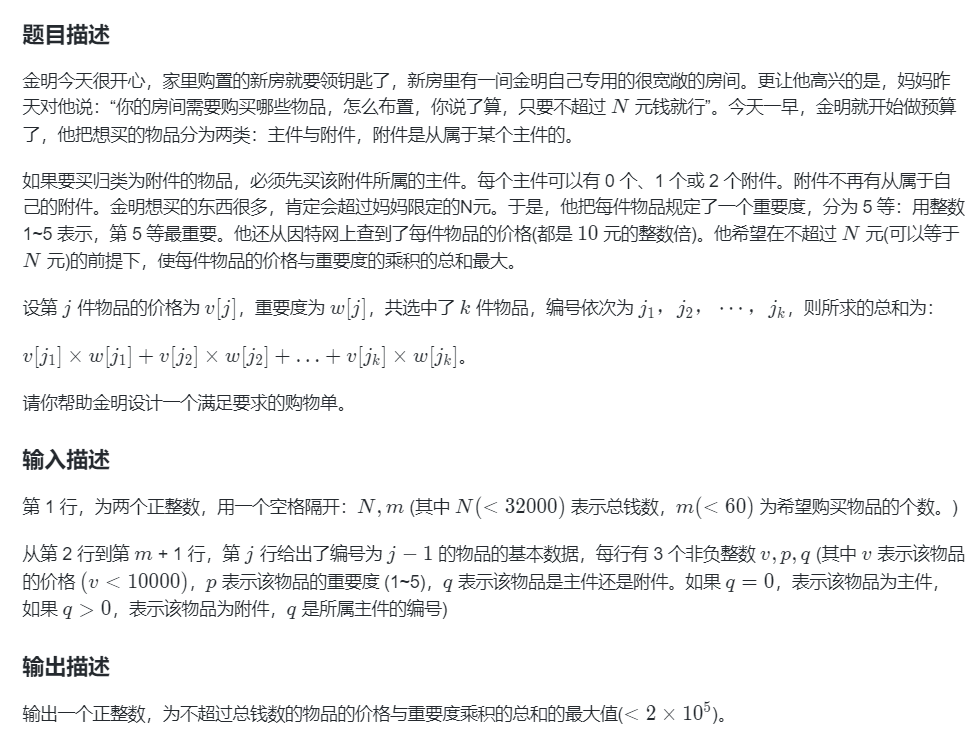 题目描述
金明今天很开心，家里购置的新房就要领钥匙了，新房里有一间金明自己专用的很宽敞的房间。更让他高兴的是，妈妈昨
天对他说：“你的房间需要购买哪些物品，怎么布置，你说了算，只要不超过 N 元钱就行”。今天一早，金明就开始做预算
了，他把想买的物品分为两类：主件与附件，附件是从属于某个主件的。
如果要买归类为附件的物品，必须先买该附件所属的主件。每个主件可以有 0 个、1 个或 2 个附件。附件不再有从属于自
己的附件。金明想买的东西很多，肯定会超过妈妈限定的N元。于是，他把每件物品规定了一个重要度，分为 5 等：用整数
1~5 表示，第 5 等最重要。他还从因特网上查到了每件物品的价格(都是 10 元的整数倍)。他希望在不超过 N 元(可以等于
N 元)的前提下，使每件物品的价格与重要度的乘积的总和最大。
设第 j 件物品的价格为 v[j]，重要度为 w[j]，共选中了 k 件物品，编号依次为 j₁，j₂，⋯，jₖ，则所求的总和为：
v[j₁] × w[j₁] + v[j₂] × w[j₂] + … + v[jₖ] × w[jₖ]。
请你帮助金明设计一个满足要求的购物单。
输入描述
第 1 行，为两个正整数，用一个空格隔开：N, m (其中 N(< 32000) 表示总钱数，m(< 60) 为希望购买物品的个数。)
从第 2 行到第 m + 1 行，第 j 行给出了编号为 j − 1 的物品的基本数据，每行有 3 个非负整数 v, p, q (其中 v 表示该物品
的价格 (v < 10000)，p 表示该物品的重要度 (1~5)，q 表示该物品是主件还是附件。如果 q = 0，表示该物品为主件，
如果 q > 0，表示该物品为附件，q 是所属主件的编号)
输出描述
输出一个正整数，为不超过总钱数的物品的价格与重要度乘积的总和的最大值(< 2 × 10⁵)。